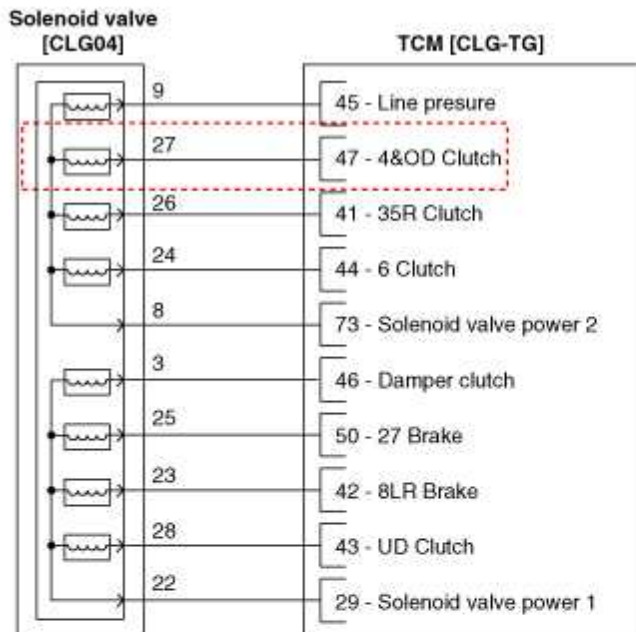 Solenoid valve
[CLG04]
TCM [CLG-TG]
9
45 - Line presure
27
47 - 4&OD Clutch
26
41 - 35R Clutch
24
44 - 6 Clutch
8
73 - Solenoid valve power 2
3
46 - Damper clutch
25
50 - 27 Brake
23
42 - 8LR Brake
28
43 - UD Clutch
22
29 - Solenoid valve power 1